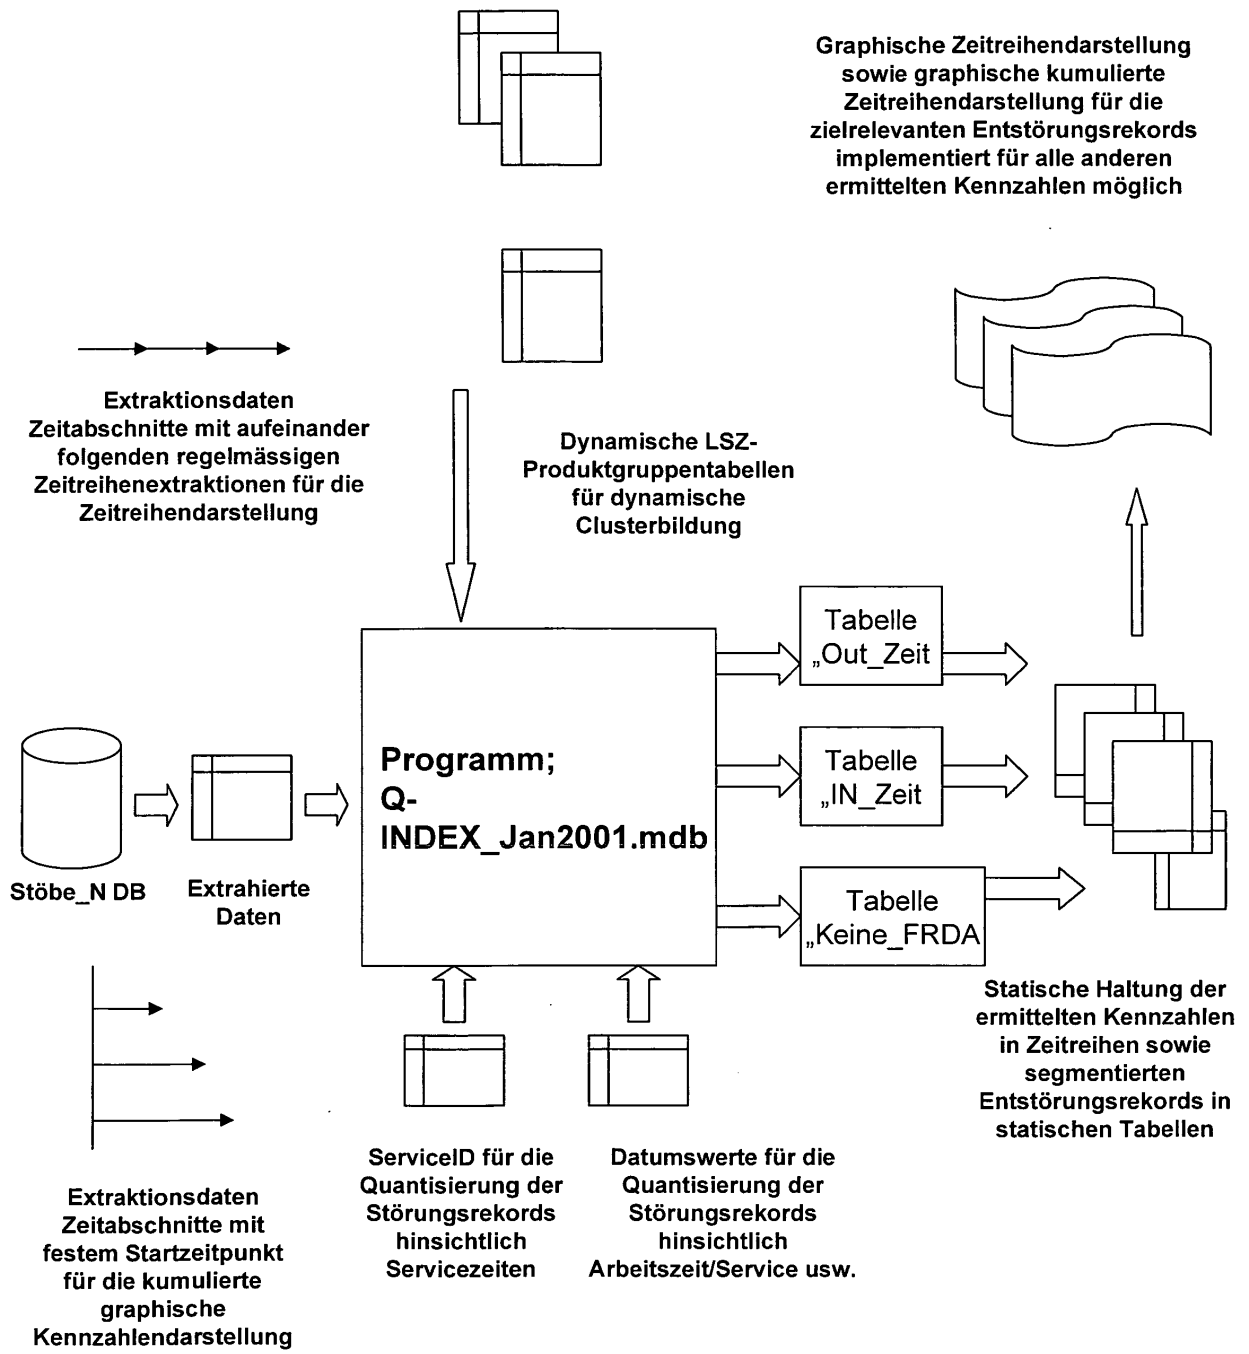 Graphische Zeitreihendarstellung
sowie graphische kumulierte
Zeitreihendarstellung für die
zielrelevanten Entstörungsrekords
implementiert für alle anderen
ermittelten Kennzahlen möglich
Extraktionsdaten
Zeitabschnitte mit aufeinander
folgenden regelmässigen
Zeitreihenextraktionen für die
Zeitreihendarstellung
Dynamische LSZ-
Produktgruppentabellen
für dynamische
Clusterbildung
Tabelle
„Out_Zeit
Programm;
Q-
INDEX_Jan2001.mdb
Tabelle
„IN_Zeit
Stöbe_N DB
Extrahierte
Daten
Tabelle
„Keine_FRDA
Statische Haltung der
ermittelten Kennzahlen
in Zeitreihen sowie
segmentierten
Entstörungsrekords in
statischen Tabellen
Extraktionsdaten
Zeitabschnitte mit
festem Startzeitpunkt
für die kumulierte
graphische
Kennzahlendarstellung
ServiceID für die
Quantisierung der
Störungsrekords
hinsichtlich
Servicezeiten
Datumswerte für die
Quantisierung der
Störungsrekords
hinsichtlich
Arbeitszeit/Service usw.